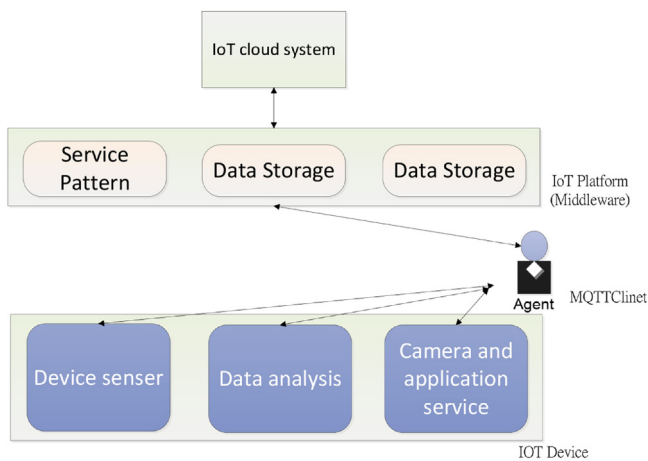 IoT cloud system
Service
Pattern
Data Storage
Data Storage
IoT Platform
(Middleware)
Agent
MQTTClinet
Device senser
Data analysis
Camera and
application
service
IOT Device